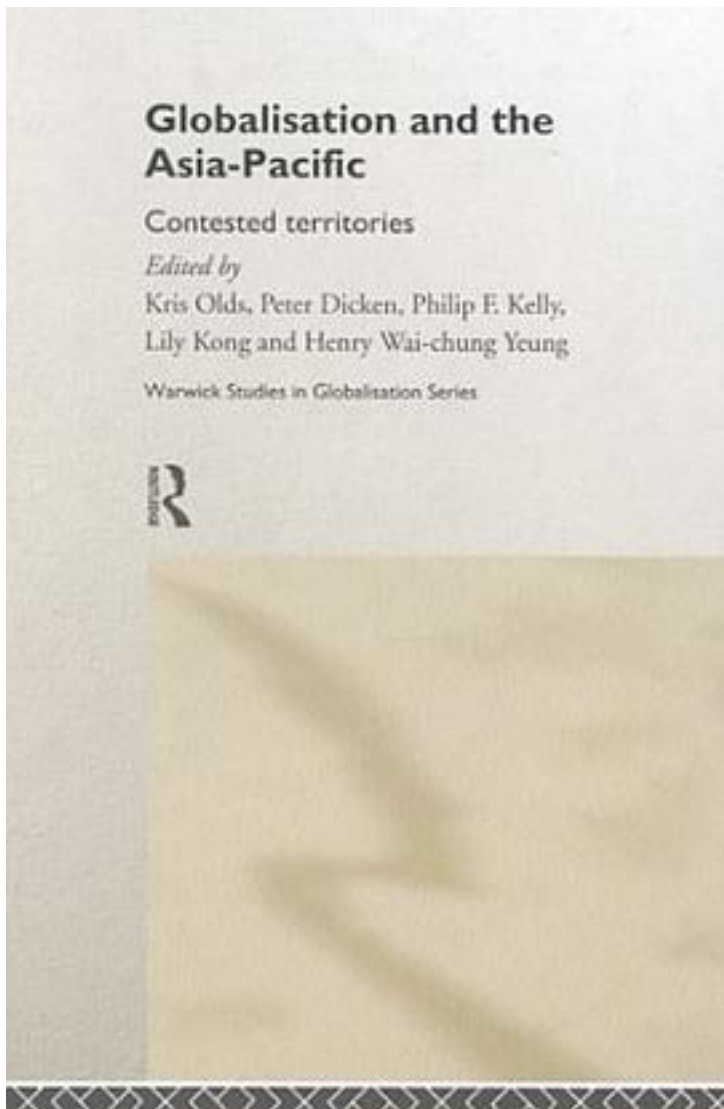 Globalisation and the
Asia-Pacific
Contested territories
Edited by
Kris Olds, Peter Dicken, Philip F. Kelly,
Lily Kong and Henry Wai-chung Yeung
Warwick Studies in Globalisation Series
ROUTLEDGE